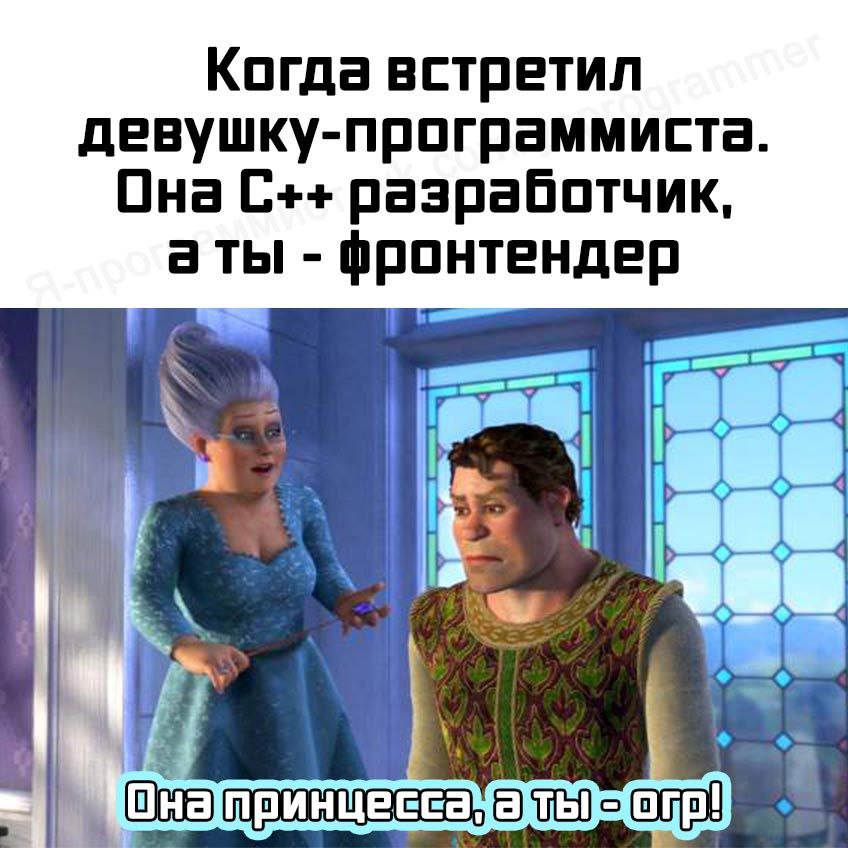 Когда встретил
девушку-программиста.
Она C++ разработчик,
а ты - фронтендер
Она принцесса, а ты - огр!